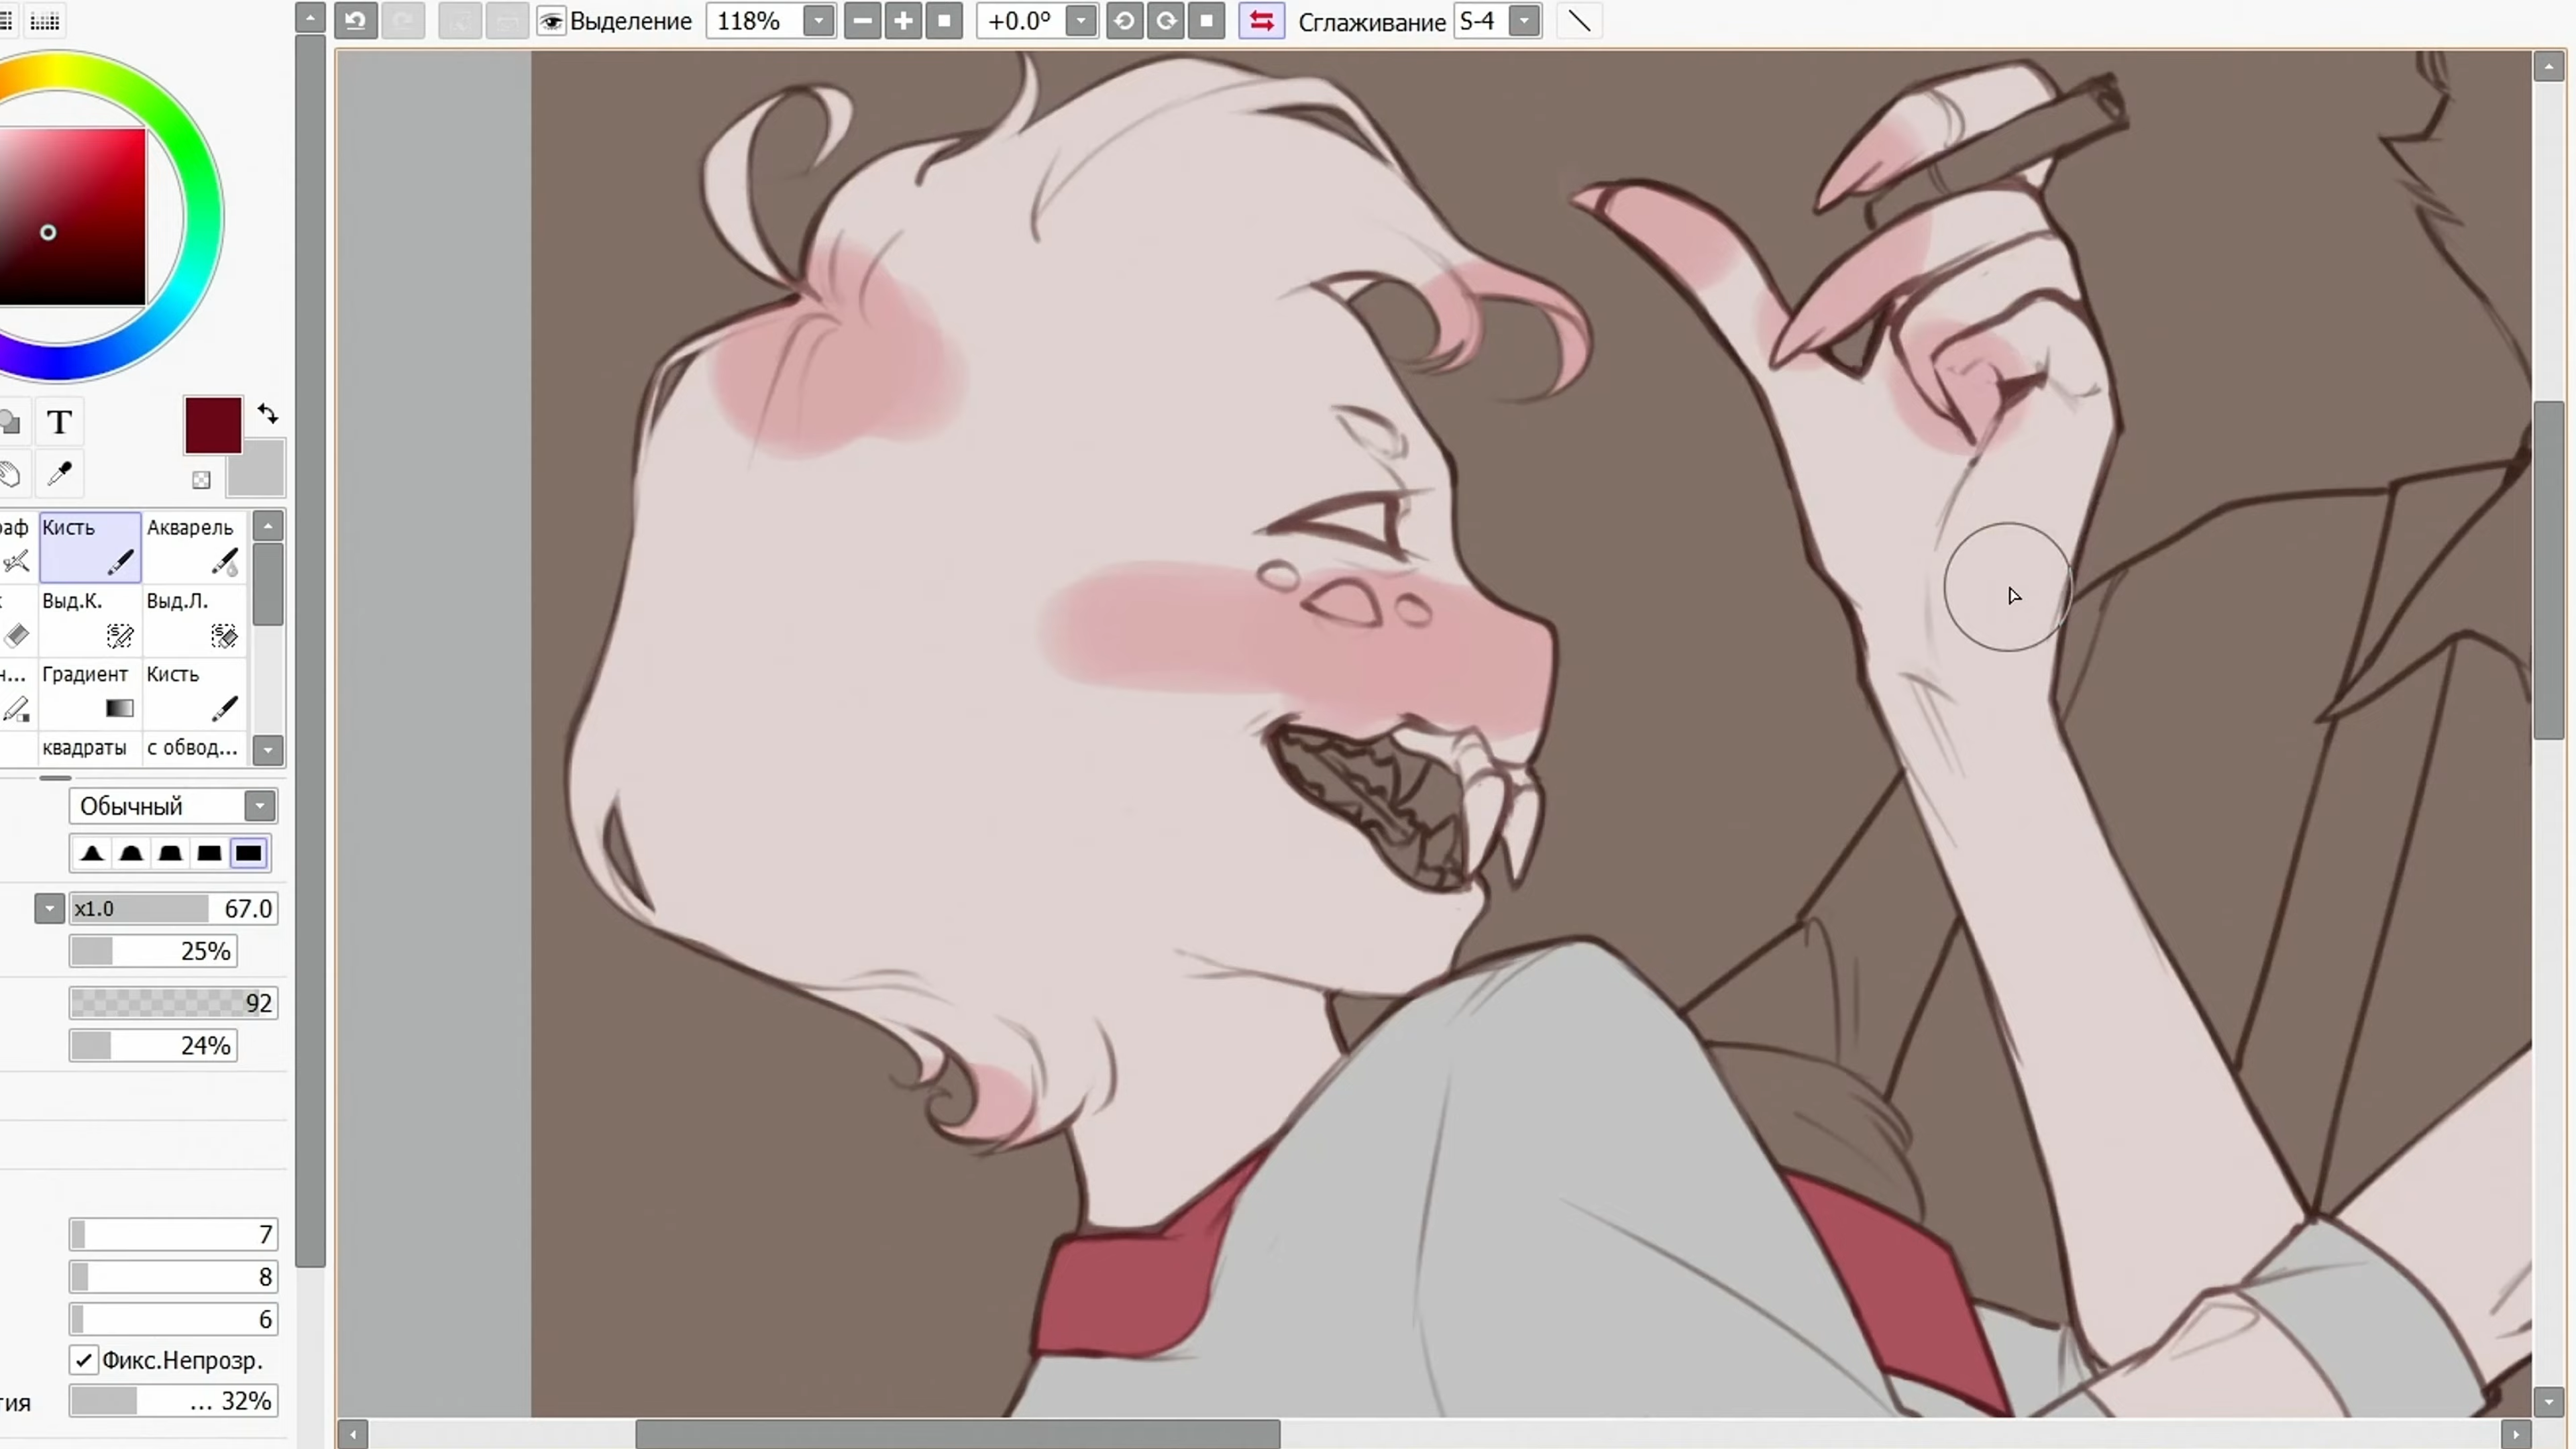 Выделение 118% +0.0º Сглаживание S-4
T
раф Кисть Акварель
Выд.К. Выд.Л.
н... Градиент Кисть
квадраты с обвод...
Обычный
x1.0 67.0
25%
92
24%
7
8
6
Фикс.Непрозр.
тия ... 32%